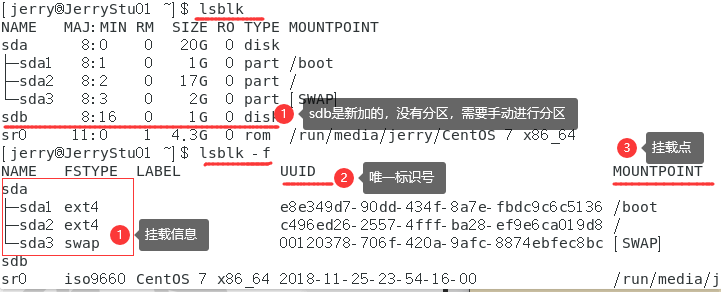 [jerry@JerryStu01 ~]$ lsblk
NAME MAJ:MIN RM SIZE RO TYPE MOUNTPOINT
sda 8:0 0 20G 0 disk
├─sda1 8:1 0 1G 0 part /boot
├─sda2 8:2 0 17G 0 part /
└─sda3 8:3 0 2G 0 part [SWAP]
sdb 8:16 0 1G 0 disk
1 sdb是新加的，没有分区，需要手动进行分区
sr0 11:0 1 4.3G 0 rom /run/media/jerry/CentOS 7 x86_64
[jerry@JerryStu01 ~]$ lsblk -f
2 唯一标识号
3 挂载点
NAME FSTYPE LABEL UUID MOUNTPOINT
sda
├─sda1 ext4 e8e349d7-90dd-434f-8a7e-fbdc9c6c5136 /boot
├─sda2 ext4 c496ed26-2557-4fff-ba28-ef9e6ca019d8 /
└─sda3 swap 00120378-706f-420a-9afc-8874ebfec8bc [SWAP]
1 挂载信息
sdb
sr0 iso9660 CentOS 7 x86_64 2018-11-25-23-54-16-00 /run/media/j